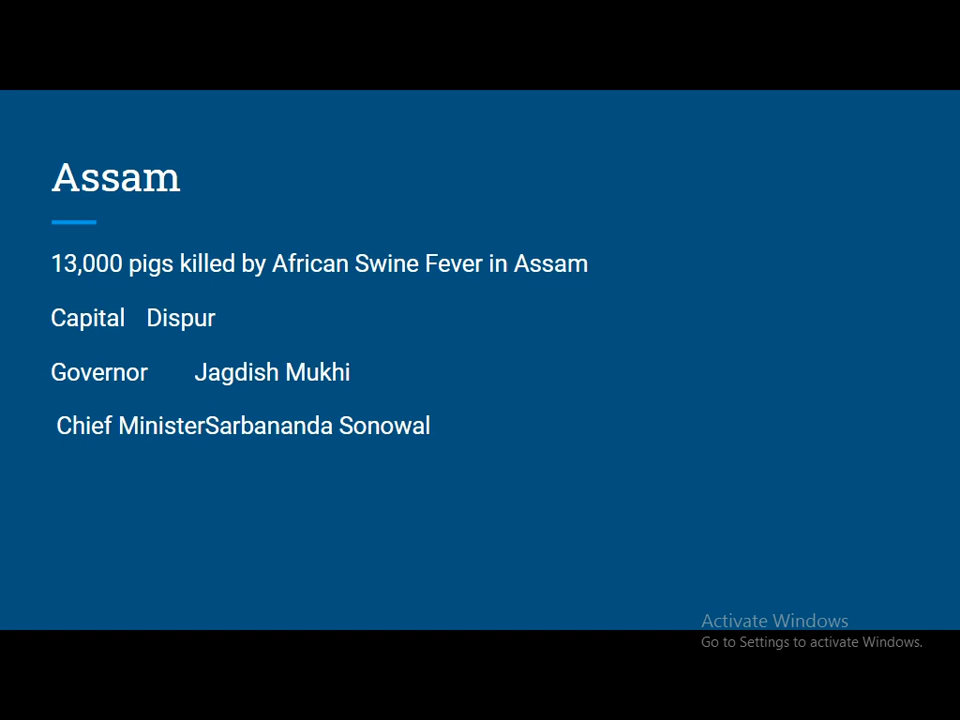 Assam
13,000 pigs killed by African Swine Fever in Assam
Capital Dispur
Governor Jagdish Mukhi
Chief MinisterSarbananda Sonowal
Activate Windows
Go to Settings to activate Windows.